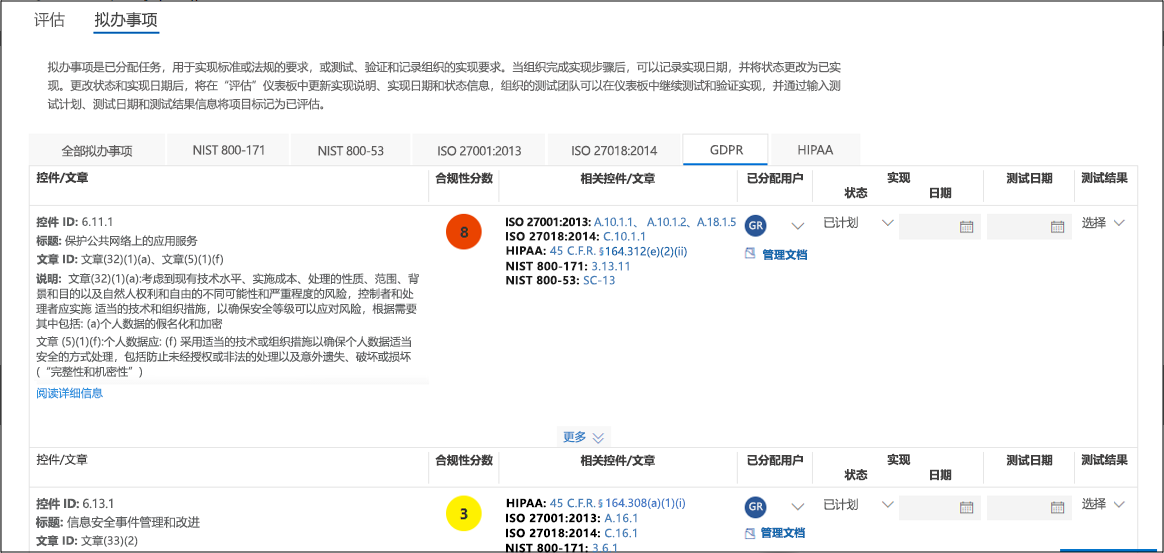 评估 拟办事项
拟办事项是已分配任务，用于实现标准或法规的要求，或测试、验证和记录组织的实现要求。当组织完成实现步骤后，可以记录实现日期，并将状态更改为已实
现。更改状态和实现日期后，将在“评估”仪表板中更新实现说明、实现日期和状态信息，组织的测试团队可以在仪表板中继续测试和验证实现，并通过输入测
试计划、测试日期和测试结果信息将项目标记为已评估。
全部拟办事项 NIST 800-171 NIST 800-53 ISO 27001:2013 ISO 27018:2014 GDPR HIPAA
控件/文章 合规性分数 相关控件/文章 已分配用户 实现 测试日期 测试结果
状态 日期
控件 ID: 6.11.1
标题: 保护公共网络上的应用服务
文章 ID: 文章(32)(1)(a)、文章(5)(1)(f)
说明: 文章(32)(1)(a):考虑到现有技术水平、实施成本、处理的性质、范围、背
景和目的以及自然人权利和自由的不同可能性和严重程度的风险，控制者和处
理者应实施 适当的技术和组织措施，以确保安全等级可以应对风险，根据需要
其中包括: (a)个人数据的假名化和加密
文章 (5)(1)(f):个人数据应: (f) 采用适当的技术或组织措施以确保个人数据适当
安全的方式处理，包括防止未经授权或非法的处理以及意外遗失、破坏或损坏
(“完整性和机密性”)
阅读详细信息
8
ISO 27001:2013: A.10.1.1、 A.10.1.2、 A.18.1.5
ISO 27018:2014: C.10.1.1
HIPAA: 45 C.F.R. §164.312(e)(2)(ii)
NIST 800-171: 3.13.11
NIST 800-53: SC-13
GR
管理文档
已计划
选择
更多
控件/文章 合规性分数 相关控件/文章 已分配用户 实现 测试日期 测试结果
状态 日期
控件 ID: 6.13.1
标题: 信息安全事件管理和改进
文章 ID: 文章(33)(2)
3
HIPAA: 45 C.F.R. §164.308(a)(1)(i)
ISO 27001:2013: A.16.1
ISO 27018:2014: C.16.1
NIST 800-171: 3.6.1
GR
管理文档
已计划
选择